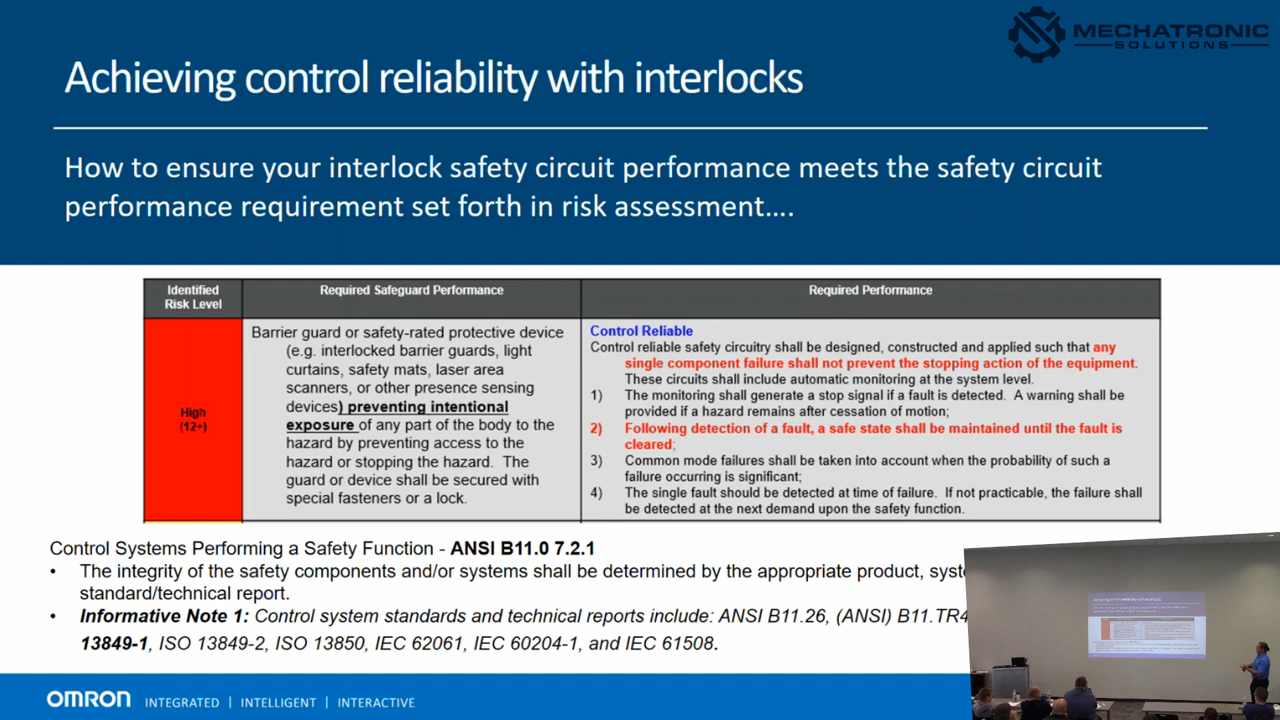 MECHATRONIC
SOLUTIONS
Achieving control reliability with interlocks
How to ensure your interlock safety circuit performance meets the safety circuit
performance requirement set forth in risk assessment….
Identified
Risk Level
Required Safeguard Performance
Required Performance
High
(12+)
Barrier guard or safety-rated protective device
(e.g. interlocked barrier guards, light
curtains, safety mats, laser area
scanners, or other presence sensing
devices) preventing intentional
exposure of any part of the body to the
hazard by preventing access to the
hazard or stopping the hazard. The
guard or device shall be secured with
special fasteners or a lock.
Control Reliable
Control reliable safety circuitry shall be designed, constructed and applied such that any
single component failure shall not prevent the stopping action of the equipment.
These circuits shall include automatic monitoring at the system level.
1) The monitoring shall generate a stop signal if a fault is detected. A warning shall be
provided if a hazard remains after cessation of motion;
2) Following detection of a fault, a safe state shall be maintained until the fault is
cleared;
3) Common mode failures shall be taken into account when the probability of such a
failure occurring is significant;
4) The single fault should be detected at time of failure. If not practicable, the failure shall
be detected at the next demand upon the safety function.
Control Systems Performing a Safety Function - ANSI B11.0 7.2.1
• The integrity of the safety components and/or systems shall be determined by the appropriate product,
standard/technical report.
• Informative Note 1: Control system standards and technical reports include: ANSI B11.26, (ANSI) B11.TR4
13849-1, ISO 13849-2, ISO 13850, IEC 62061, IEC 60204-1, and IEC 61508.
OMRON
INTEGRATED | INTELLIGENT | INTERACTIVE